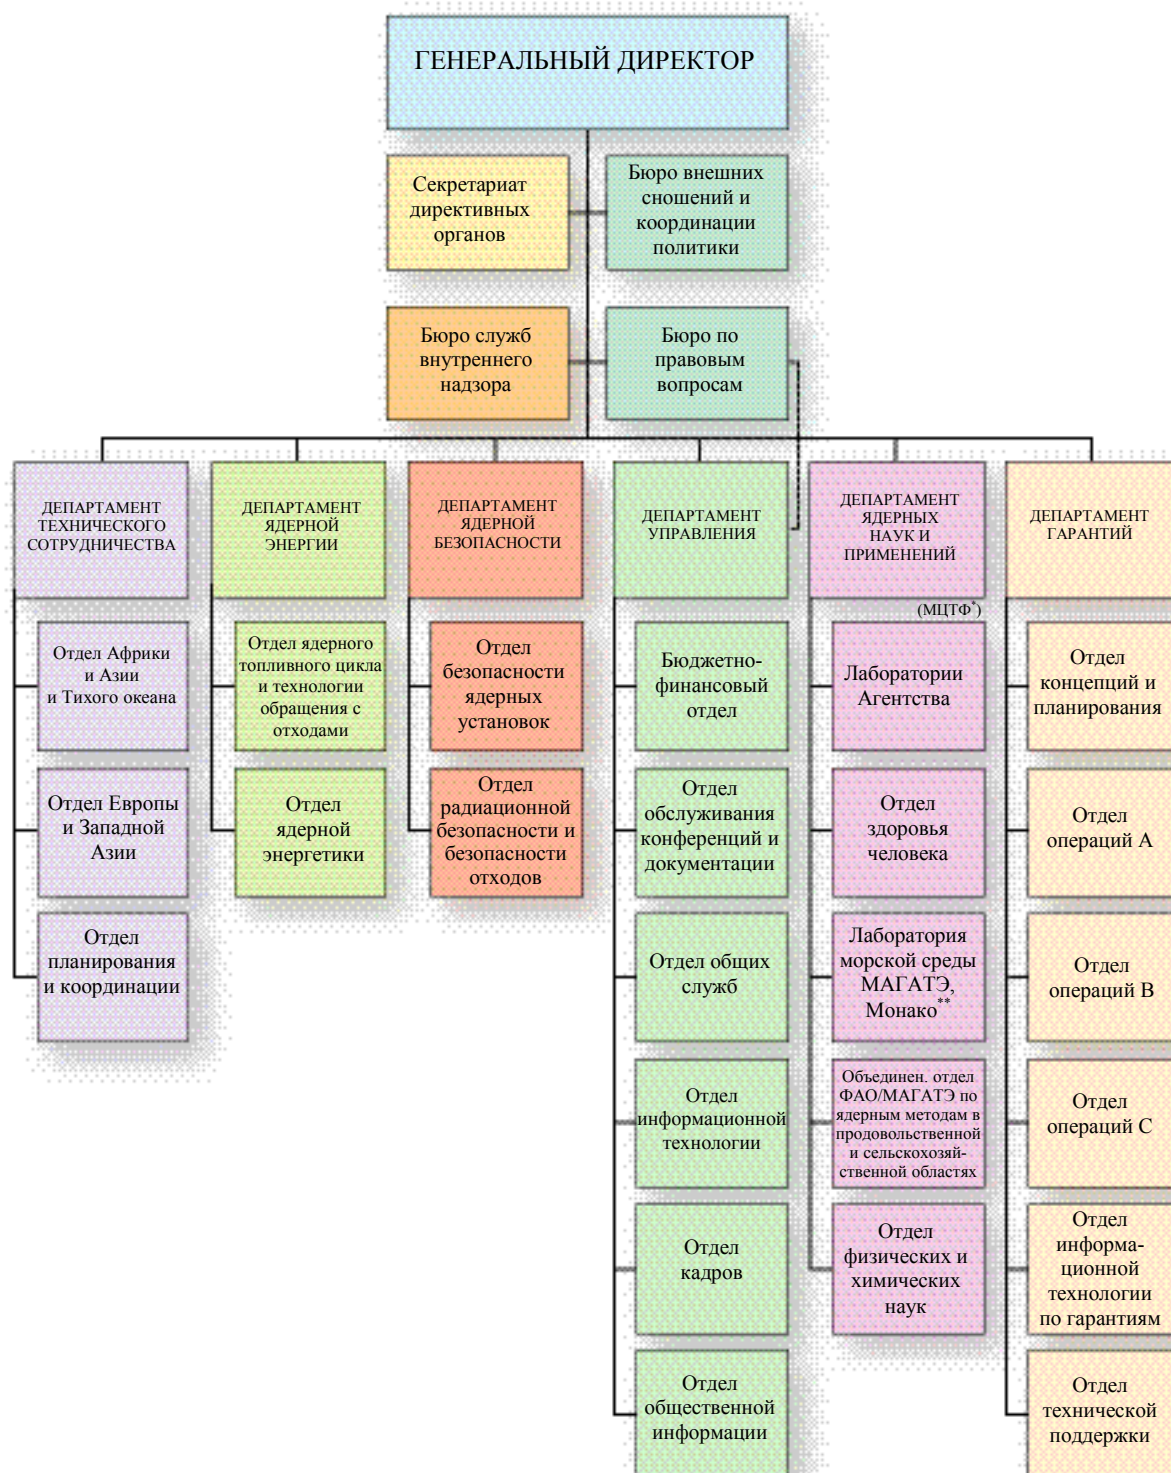 ГЕНЕРАЛЬНЫЙ ДИРЕКТОР
Секретариат
директивных
органов
Бюро внешних
сношений и
координации
политики
Бюро служб
внутреннего
надзора
Бюро по
правовым
вопросам
ДЕПАРТАМЕНТ
ТЕХНИЧЕСКОГО
СОТРУДНИЧЕСТВА
ДЕПАРТАМЕНТ
ЯДЕРНОЙ
ЭНЕРГИИ
ДЕПАРТАМЕНТ
ЯДЕРНОЙ
БЕЗОПАСНОСТИ
ДЕПАРТАМЕНТ
УПРАВЛЕНИЯ
ДЕПАРТАМЕНТ
ЯДЕРНЫХ
НАУК И
ПРИМЕНЕНИЙ
(МЦТФ*)
ДЕПАРТАМЕНТ
ГАРАНТИЙ
Отдел Африки
и Азии
и Тихого океана
Отдел Европы
и Западной
Азии
Отдел
планирования
и координации
Отдел ядерного
топливного цикла
и технологии
обращения с
отходами
Отдел
ядерной
энергетики
Отдел
безопасности
ядерных
установок
Отдел
радиационной
безопасности и
безопасности
отходов
Бюджетно-
финансовый
отдел
Отдел
обслуживания
конференций и
документации
Отдел общих
служб
Отдел
информационной
технологии
Отдел
кадров
Отдел
общественной
информации
Лаборатории
Агентства
Отдел
здоровья
человека
Лаборатория
морской среды
МАГАТЭ,
Монако**
Объединен. отдел
ФАО/МАГАТЭ по
ядерным методам в
продовольственной
и сельскохозяй-
ственной областях
Отдел
физических и
химических
наук
Отдел
концепций и
планирования
Отдел
операций А
Отдел
операций В
Отдел
операций С
Отдел
информа-
ционной
технологии
по гарантиям
Отдел
технической
поддержки